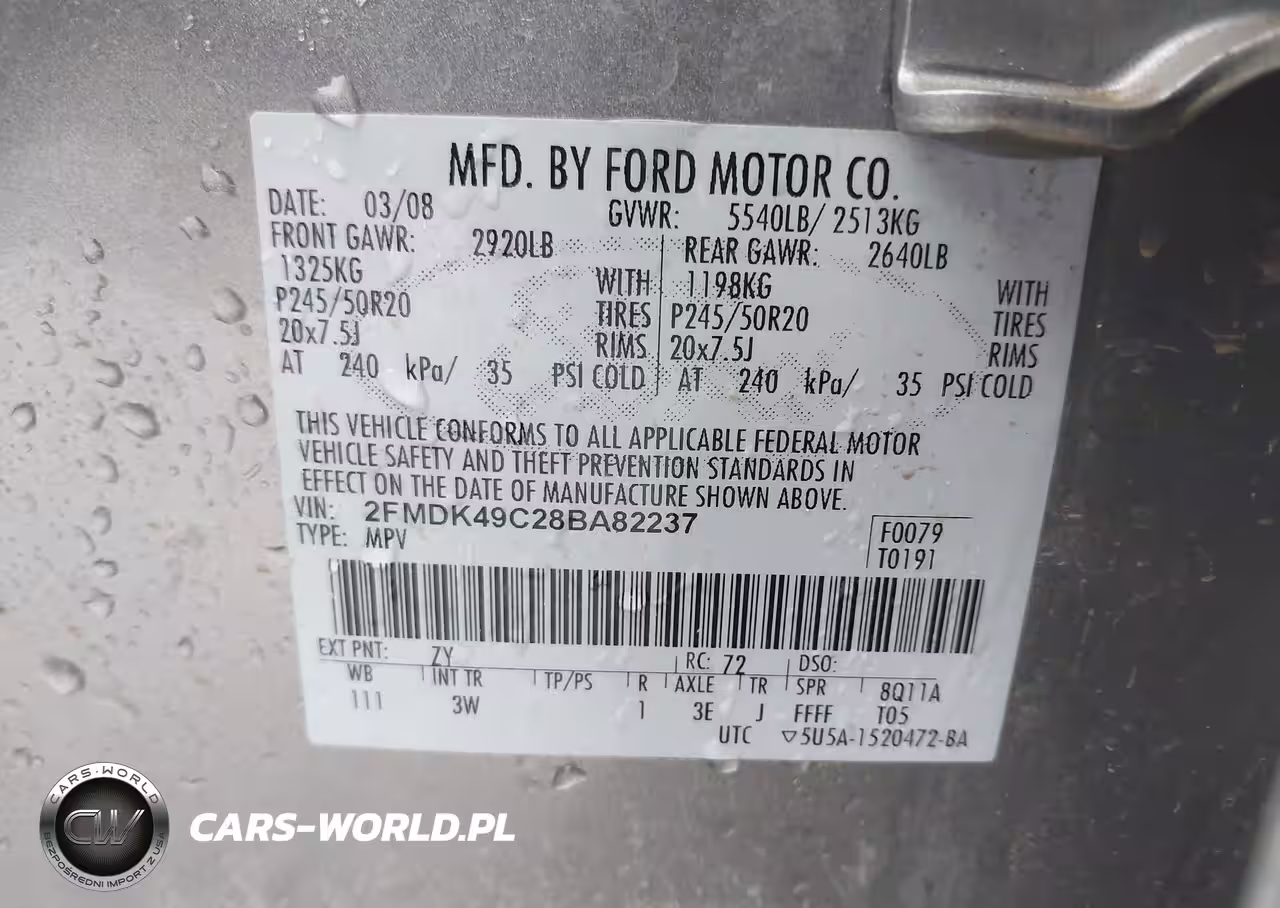 MFD. BY FORD MOTOR CO.
DATE: 03/08 GVWR: 5540LB/ 2513KG
FRONT GAWR: 2920LB REAR GAWR: 2640LB
1325KG WITH 1198KG WITH
P245/50R20 TIRES P245/50R20 TIRES
20x7.5J RIMS 20x7.5J RIMS
AT 240 kPa/ 35 PSI COLD AT 240 kPa/ 35 PSI COLD
THIS VEHICLE CONFORMS TO ALL APPLICABLE FEDERAL MOTOR
VEHICLE SAFETY AND THEFT PREVENTION STANDARDS IN
EFFECT ON THE DATE OF MANUFACTURE SHOWN ABOVE.
VIN: 2FMDK49C28BA82237
TYPE: MPV
F0079
T0191
EXT PNT: ZY RC: 72 DSO:
WB INT TR TP/PS R AXLE TR SPR 8Q11A
111 3W 1 3E J FFFF T05
UTC ▽5U5A-1520472-BA
CARS-WORLD
CW
BEZPOŚREDNI IMPORT Z USA
CARS-WORLD.PL